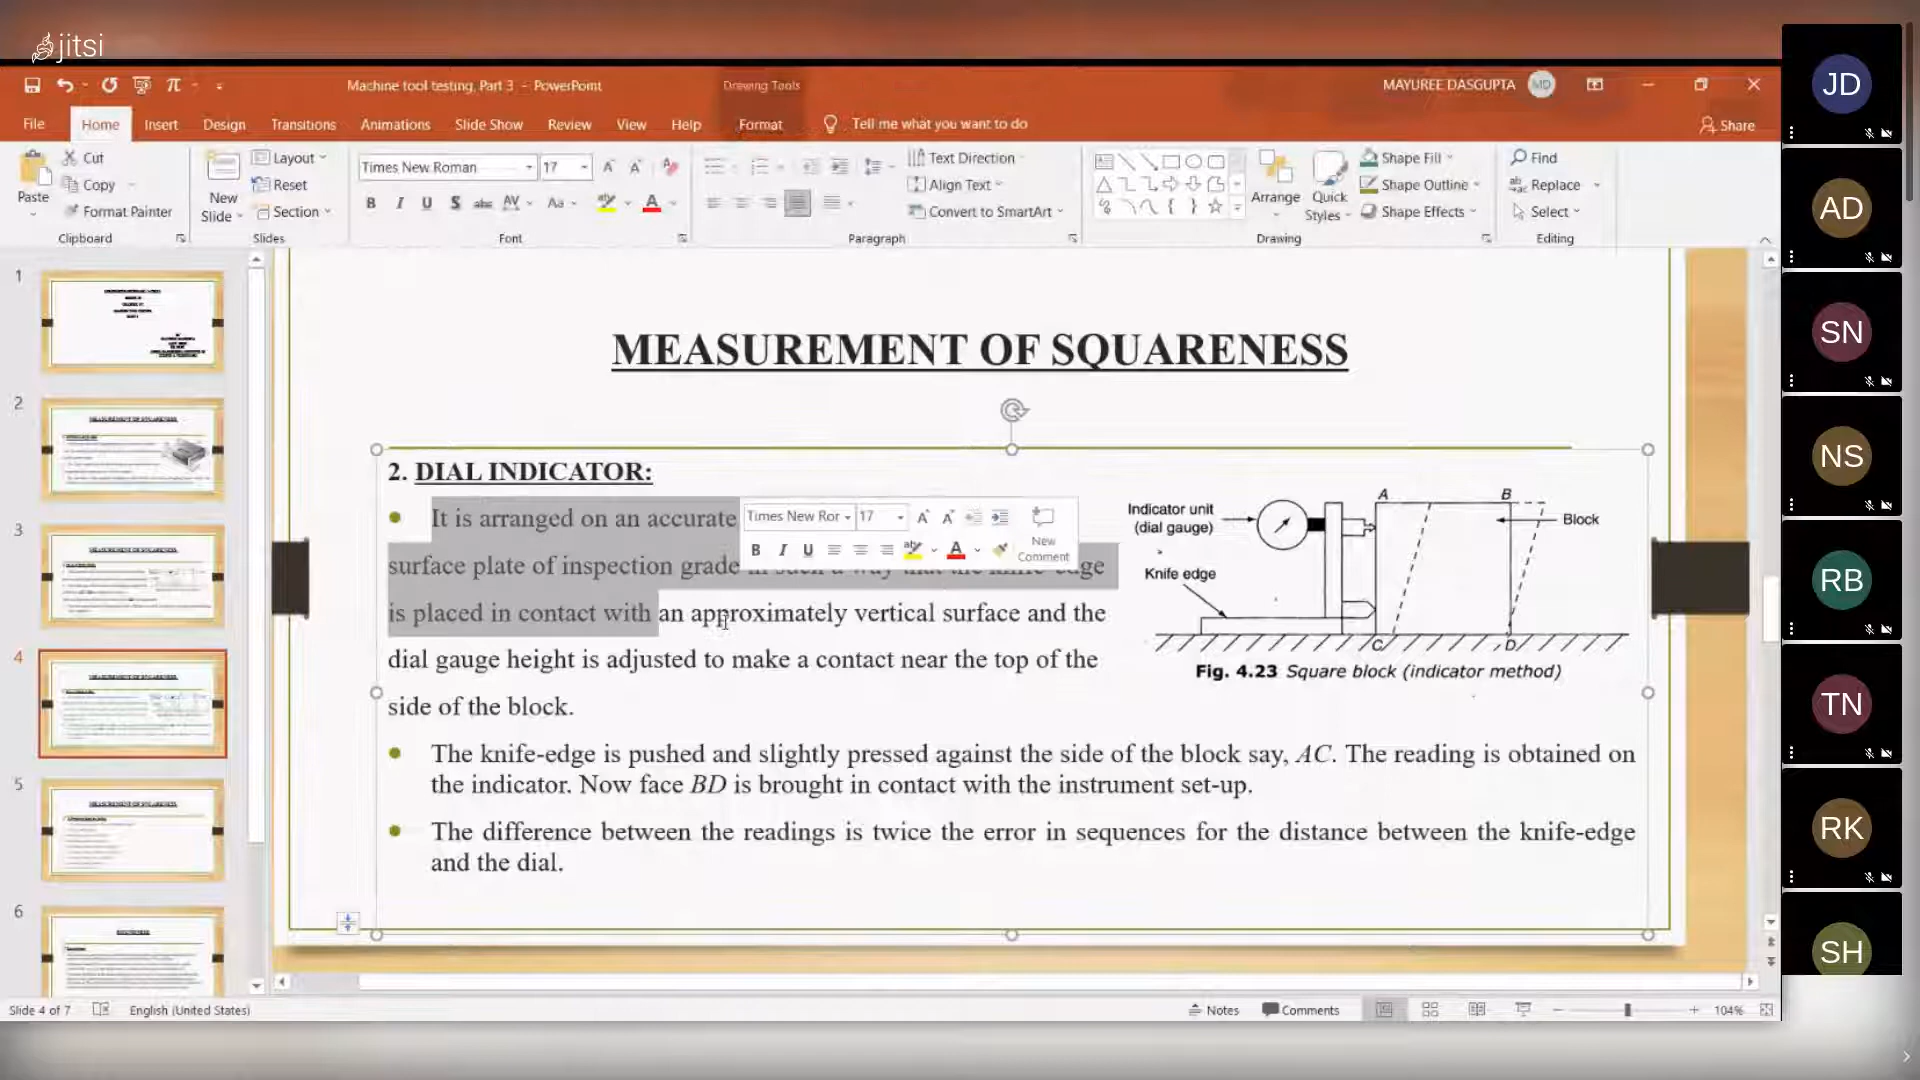 jitsi
Machine tool testing, Part 3 - PowerPoint
Drawing Tools
MAYUREE DASGUPTA
MD
File Home Insert Design Transitions Animations Slide Show Review View Help Format Tell me what you want to do Share
Paste
Cut
Copy
Format Painter
Clipboard
New Slide
Layout
Reset
Section
Slides
Times New Roman 17
B I U S abc AV Aa A
Font
Text Direction
Align Text
Convert to SmartArt
Paragraph
Arrange
Quick Styles
Shape Fill
Shape Outline
Shape Effects
Drawing
Find
Replace
Select
Editing
1
2
3
4
5
6
MEASUREMENT OF SQUARENESS
2. DIAL INDICATOR:
It is arranged on an accurate
surface plate of inspection grade
is placed in contact with an approximately vertical surface and the
dial gauge height is adjusted to make a contact near the top of the
side of the block.
The knife-edge is pushed and slightly pressed against the side of the block say, AC. The reading is obtained on
the indicator. Now face BD is brought in contact with the instrument set-up.
The difference between the readings is twice the error in sequences for the distance between the knife-edge
and the dial.
Times New Ror 17
B I U A
New Comment
Indicator unit
(dial gauge)
Knife edge
A
B
Block
C
D
Fig. 4.23 Square block (indicator method)
Slide 4 of 7
English (United States)
Notes
Comments
104%
JD
AD
SN
NS
RB
TN
RK
SH